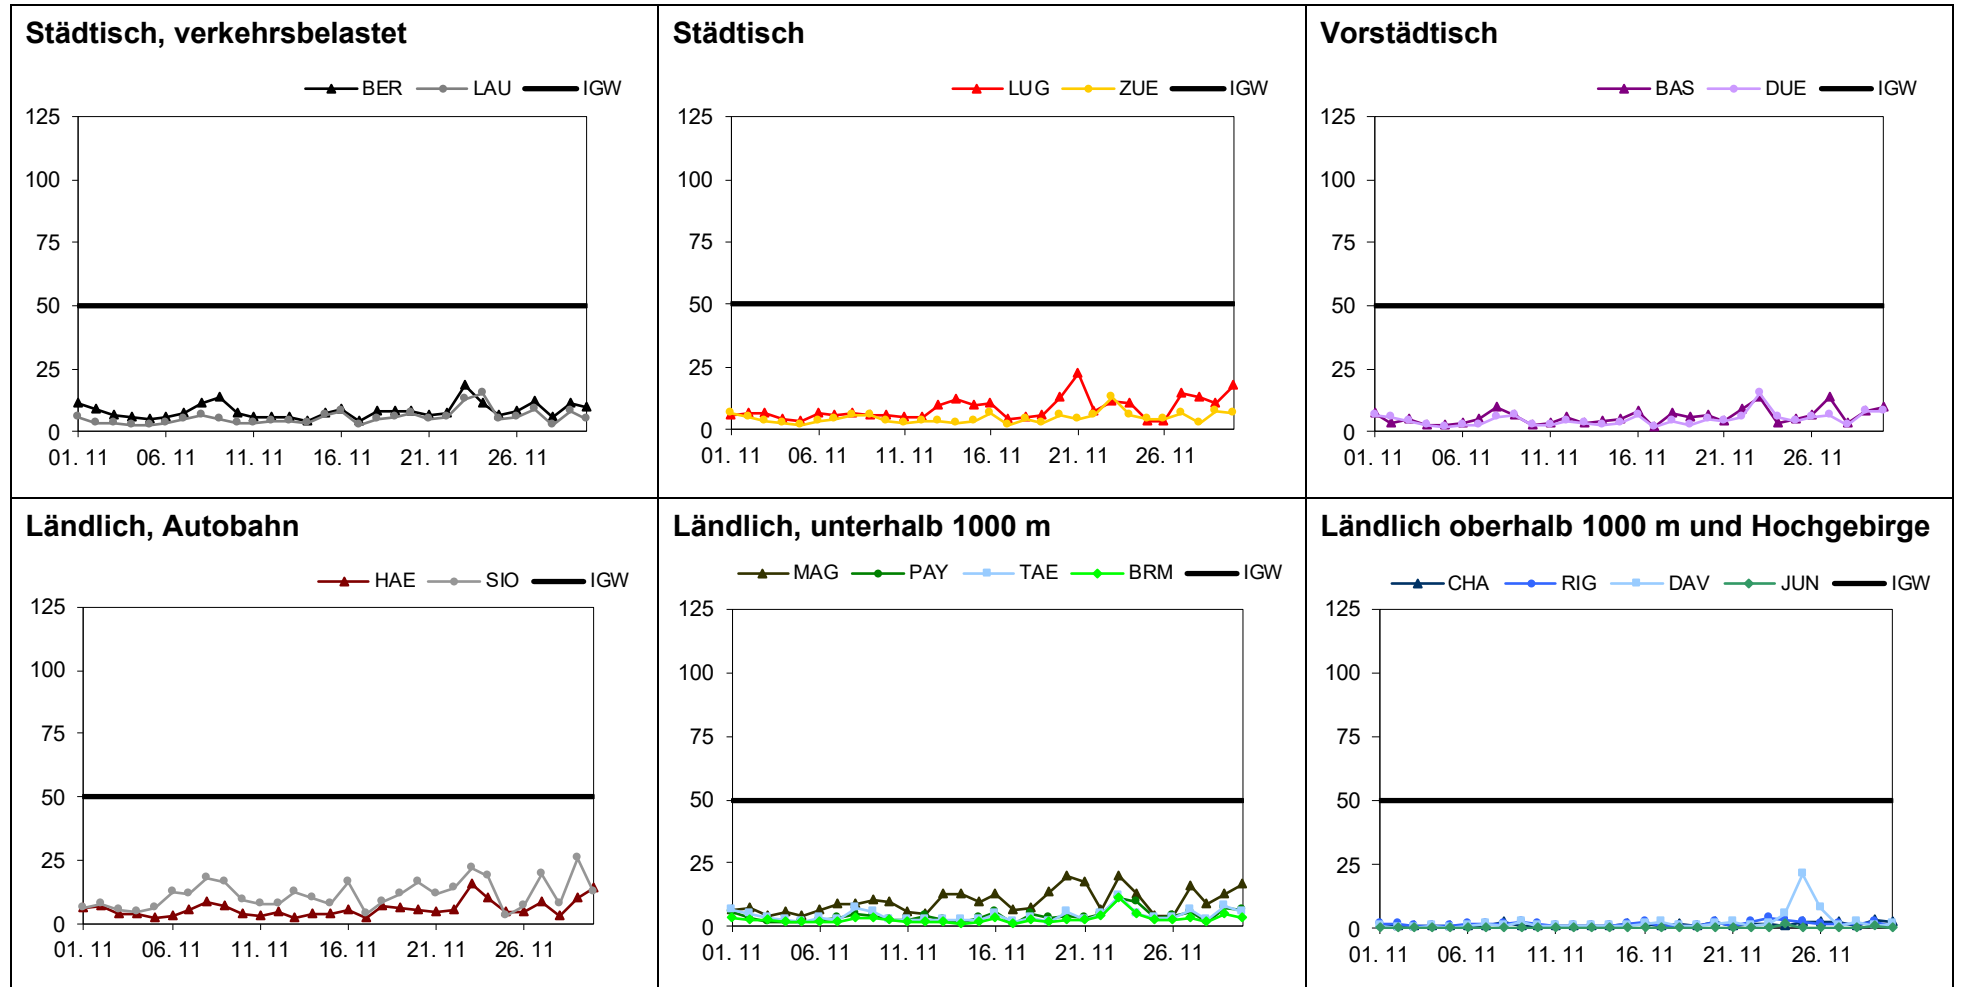 Städtisch, verkehrsbelastet
BER LAU IGW
125
100
75
50
25
0
01. 11 06. 11 11. 11 16. 11 21. 11 26. 11
Städtisch
LUG ZUE IGW
125
100
75
50
25
0
01. 11 06. 11 11. 11 16. 11 21. 11 26. 11
Vorstädtisch
BAS DUE IGW
125
100
75
50
25
0
01. 11 06. 11 11. 11 16. 11 21. 11 26. 11
Ländlich, Autobahn
HAE SIO IGW
125
100
75
50
25
0
01. 11 06. 11 11. 11 16. 11 21. 11 26. 11
Ländlich, unterhalb 1000 m
MAG PAY TAE BRM IGW
125
100
75
50
25
0
01. 11 06. 11 11. 11 16. 11 21. 11 26. 11
Ländlich oberhalb 1000 m und Hochgebirge
CHA RIG DAV JUN IGW
125
100
75
50
25
0
01. 11 06. 11 11. 11 16. 11 21. 11 26. 11